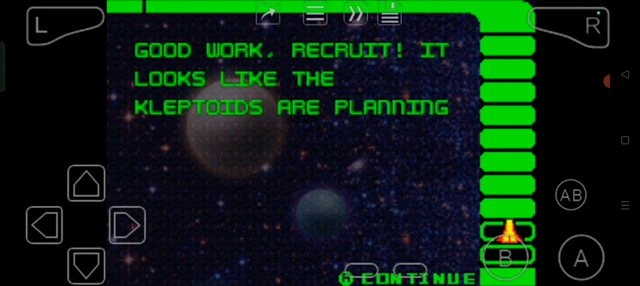 L
R
GOOD WORK, RECRUIT! IT
LOOKS LIKE THE
KLEPTOIDS ARE PLANNING
AB
B
A
A CONTINUE